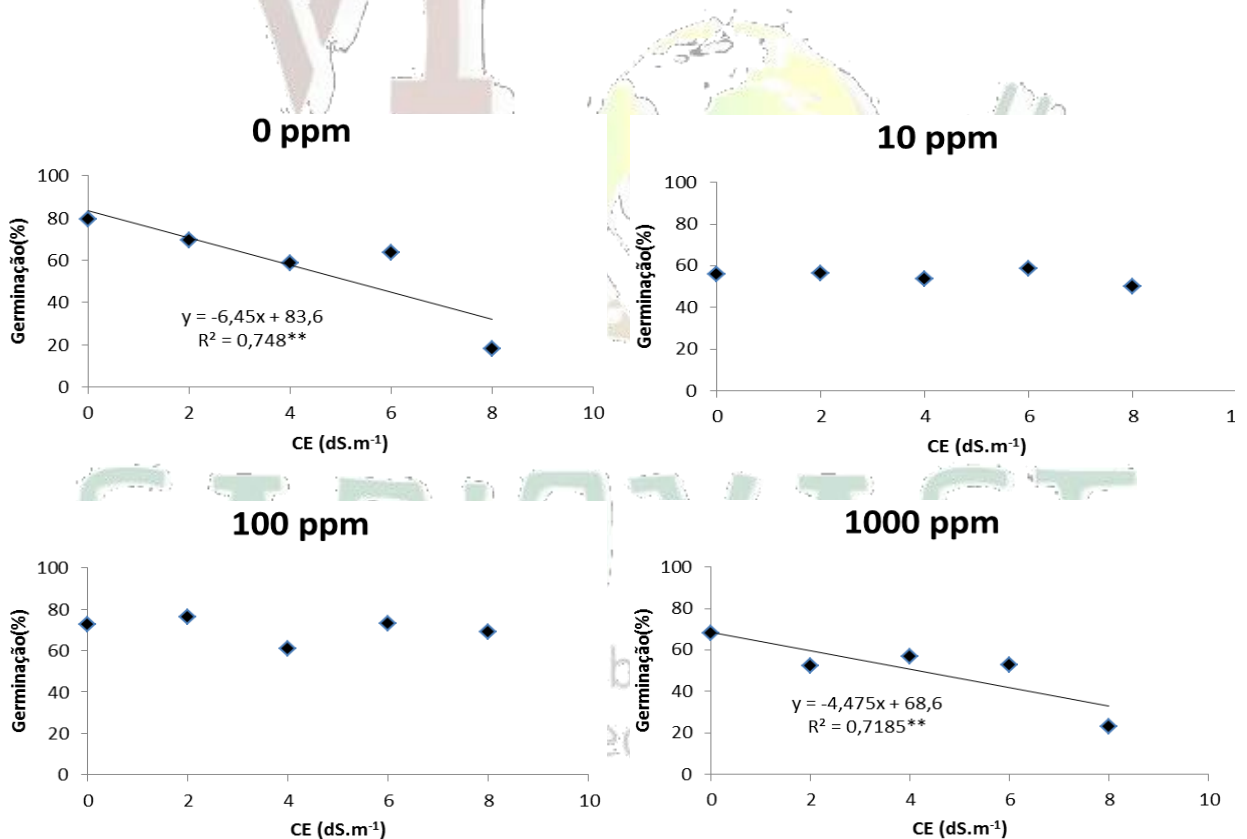 VI
0 ppm
Germinação(%)
100
80
60
40
20
0
y = -6,45x + 83,6
R² = 0,748**
0 2 4 6 8 10
CE (dS.m⁻¹)
10 ppm
Germinação(%)
100
80
60
40
20
0
0 2 4 6 8
CE (dS.m⁻¹)
100 ppm
Germinação(%)
100
80
60
40
20
0
0 2 4 6 8 10
CE (dS.m⁻¹)
1000 ppm
Germinação(%)
100
80
60
40
20
0
y = -4,475x + 68,6
R² = 0,7185**
0 2 4 6 8 10
CE (dS.m⁻¹)